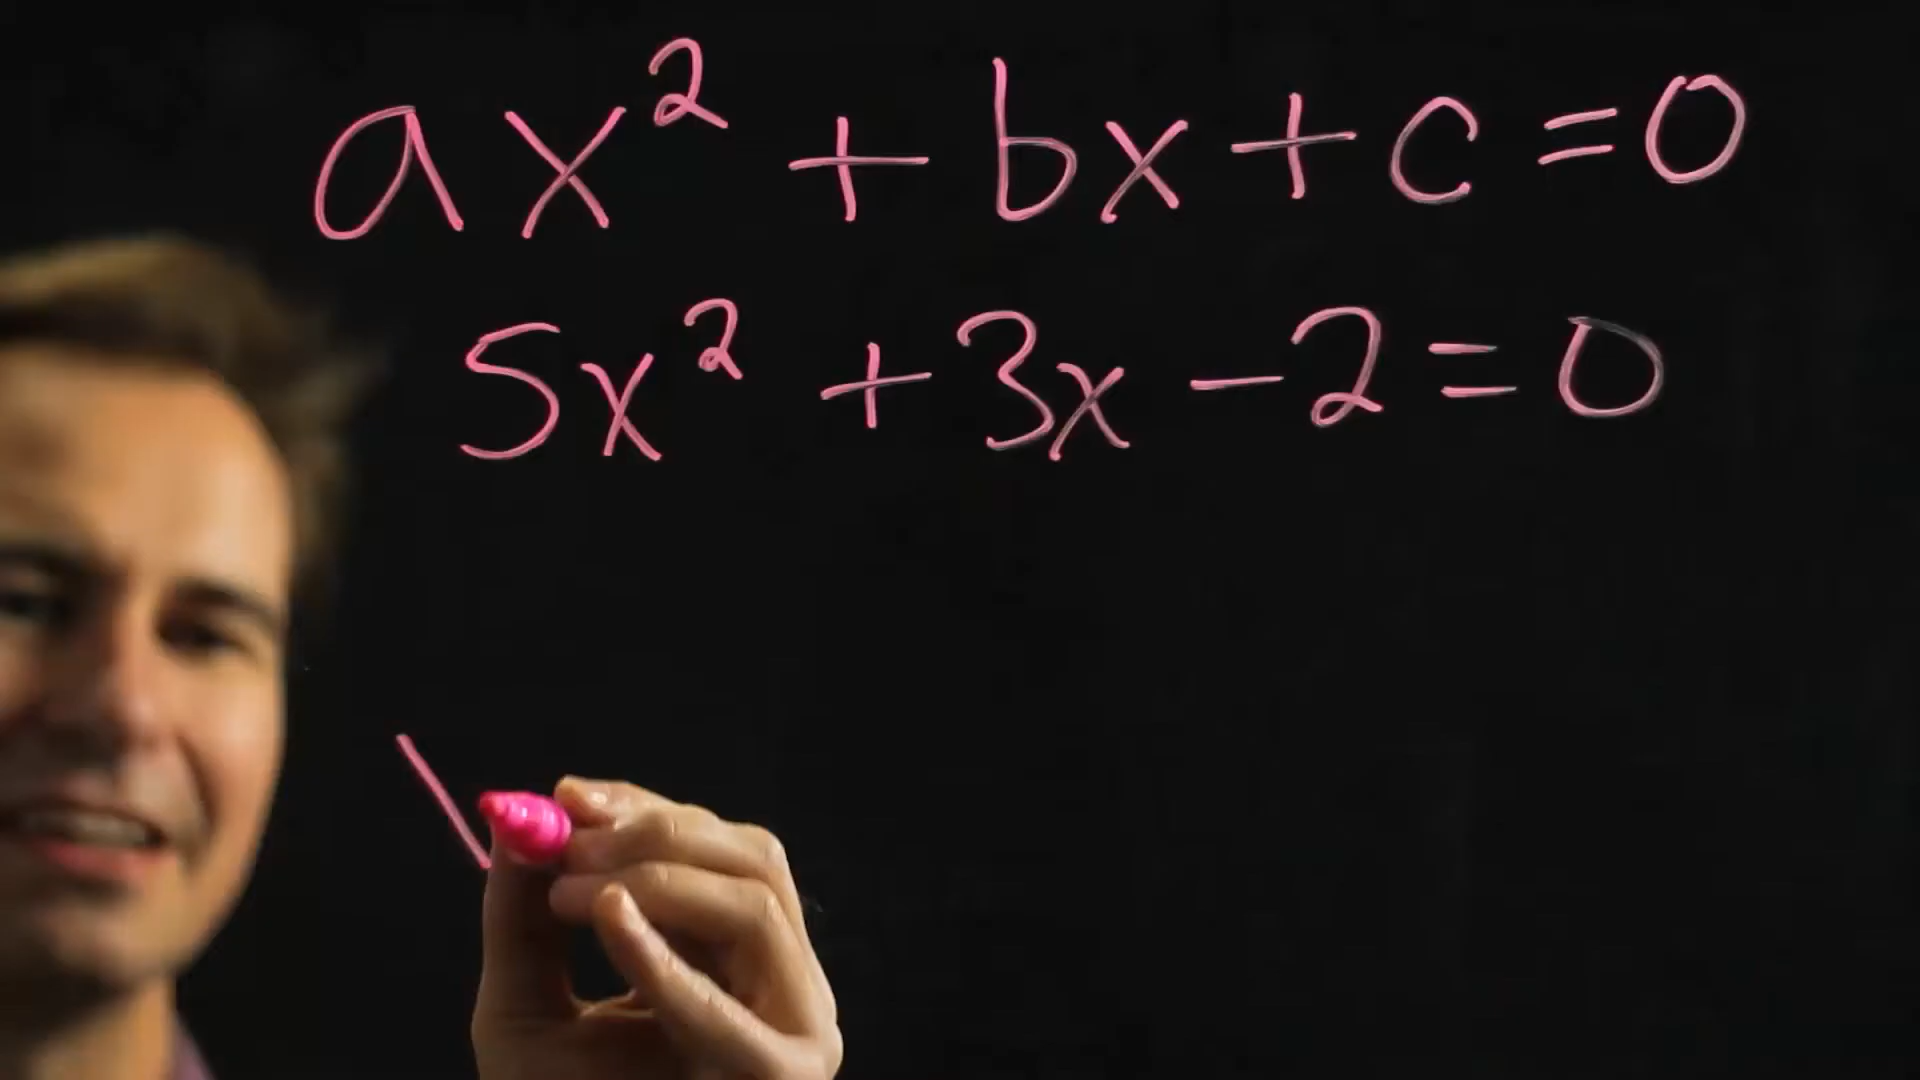 ax² + bx + c = 0
5x² + 3x - 2 = 0